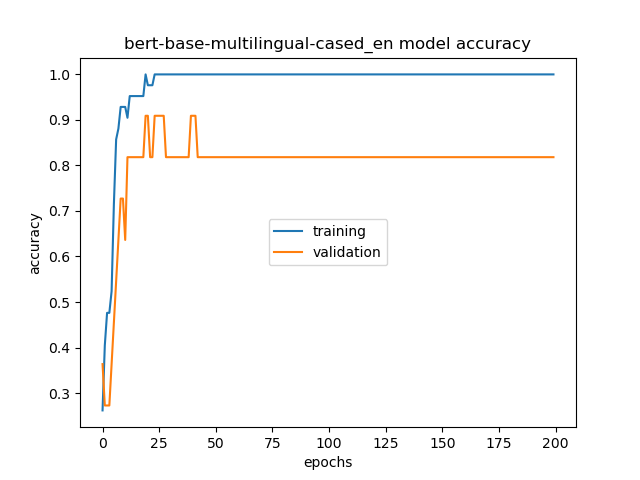 bert-base-multilingual-cased_en model accuracy
1.0
0.9
0.8
0.7
0.6
0.5
0.4
0.3
accuracy
training
validation
0 25 50 75 100 125 150 175 200
epochs